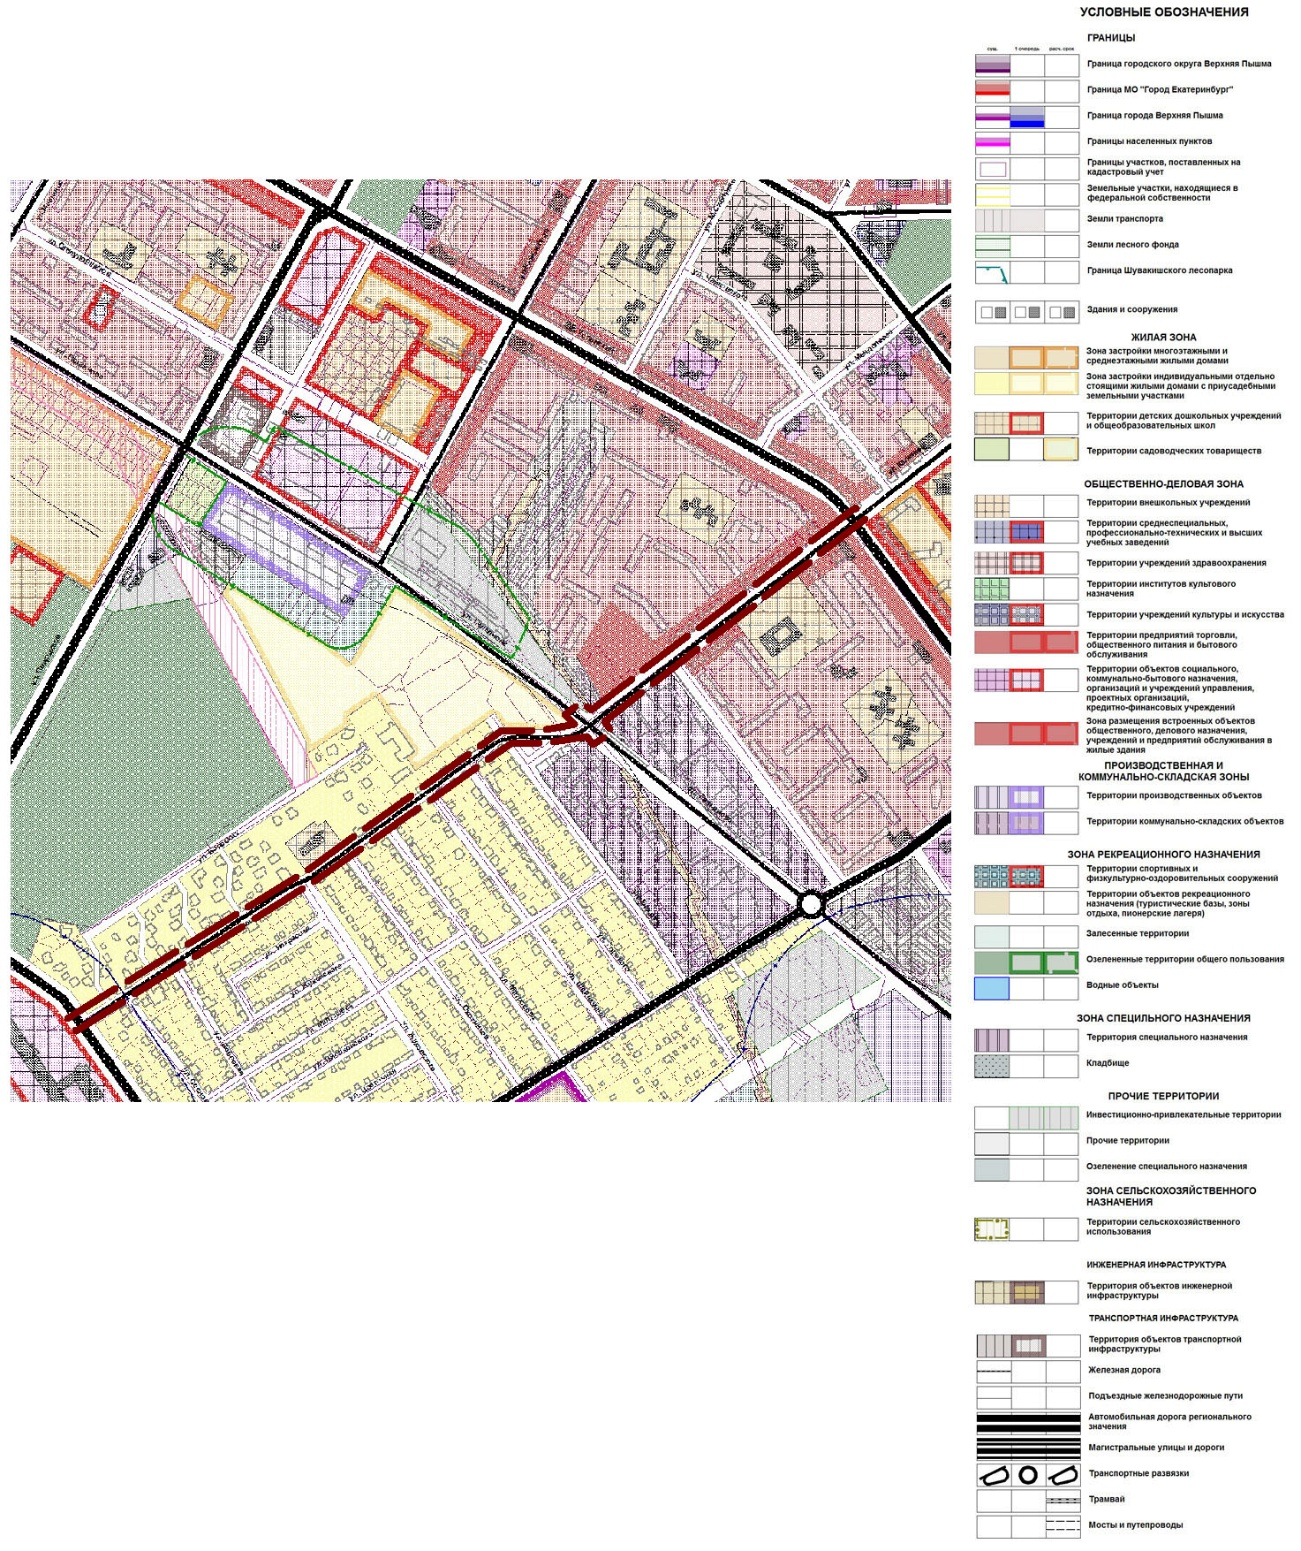 УСЛОВНЫЕ ОБОЗНАЧЕНИЯ
ГРАНИЦЫ
сущ. 1 очередь расч. срок
Граница городского округа Верхняя Пышма
Граница МО "Город Екатеринбург"
Граница города Верхняя Пышма
Границы населенных пунктов
Границы участков, поставленных на
кадастровый учет
Земельные участки, находящиеся в
федеральной собственности
Земли транспорта
Земли лесного фонда
Граница Шувакишского лесопарка
Здания и сооружения
ЖИЛАЯ ЗОНА
Зона застройки многоэтажными и
среднеэтажными жилыми домами
Зона застройки индивидуальными отдельно
стоящими жилыми домами с приусадебными
земельными участками
Территории детских дошкольных учреждений
и общеобразовательных школ
Территории садоводческих товариществ
ОБЩЕСТВЕННО-ДЕЛОВАЯ ЗОНА
Территории внешкольных учреждений
Территории среднеспециальных,
профессионально-технических и высших
учебных заведений
Территории учреждений здравоохранения
Территории институтов культового
назначения
Территории учреждений культуры и искусства
Территории предприятий торговли,
общественного питания и бытового
обслуживания
Территории объектов социального,
коммунально-бытового назначения,
организаций и учреждений управления,
проектных организаций,
кредитно-финансовых учреждений
Зона размещения встроенных объектов
общественного, делового назначения,
учреждений и предприятий обслуживания в
жилые здания
ПРОИЗВОДСТВЕННАЯ И
КОММУНАЛЬНО-СКЛАДСКАЯ ЗОНЫ
Территории производственных объектов
Территории коммунально-складских объектов
ЗОНА РЕКРЕАЦИОННОГО НАЗНАЧЕНИЯ
Территории спортивных и
физкультурно-оздоровительных сооружений
Территории объектов рекреационного
назначения (туристические базы, зоны
отдыха, пионерские лагеря)
Залесенные территории
Озелененные территории общего пользования
Водные объекты
ЗОНА СПЕЦИЛЬНОГО НАЗНАЧЕНИЯ
Территория специального назначения
Кладбище
ПРОЧИЕ ТЕРРИТОРИИ
Инвестиционно-привлекательные территории
Прочие территории
Озеленение специального назначения
ЗОНА СЕЛЬСКОХОЗЯЙСТВЕННОГО
НАЗНАЧЕНИЯ
Территории сельскохозяйственного
использования
ИНЖЕНЕРНАЯ ИНФРАСТРУКТУРА
Территория объектов инженерной
инфраструктуры
ТРАНСПОРТНАЯ ИНФРАСТРУКТУРА
Территория объектов транспортной
инфраструктуры
Железная дорога
Подъездные железнодорожные пути
Автомобильная дорога регионального
значения
Магистральные улицы и дороги
Транспортные развязки
Трамвай
Мосты и путепроводы